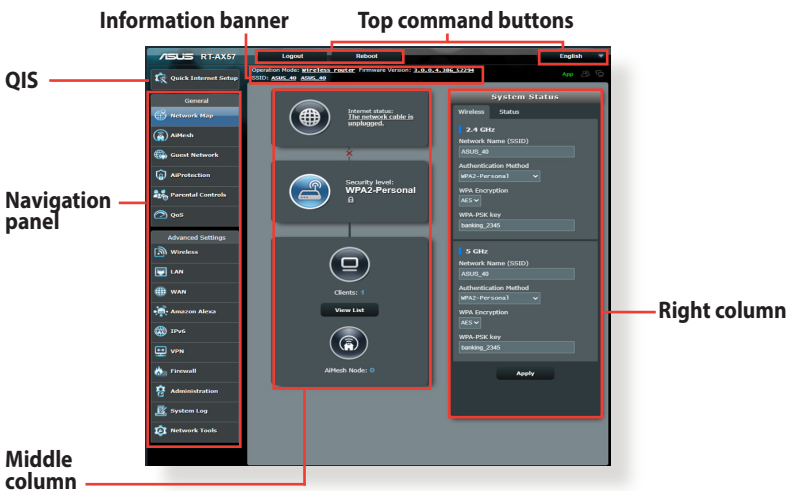 Information banner
Top command buttons
ASUS RT-AX57
Logout
Reboot
English
QIS
Quick Internet Setup
Operation Mode: Wireless router Firmware Version: 3.0.0.4.386_52294
SSID: ASUS_40 ASUS_40
App
General
Network Map
AiMesh
Guest Network
AiProtection
Parental Controls
QoS
Navigation
panel
Advanced Settings
Wireless
LAN
WAN
Amazon Alexa
IPv6
VPN
Firewall
Administration
System Log
Network Tools
Internet status:
The network cable is
unplugged.
Security level:
WPA2-Personal
Clients: 1
View List
AiMesh Node: 0
Middle
column
System Status
Wireless
Status
2.4 GHz
Network Name (SSID)
ASUS_40
Authentication Method
WPA2-Personal
WPA Encryption
AES
WPA-PSK key
banking_2345
5 GHz
Network Name (SSID)
ASUS_40
Authentication Method
WPA2-Personal
WPA Encryption
AES
WPA-PSK key
banking_2345
Apply
Right column